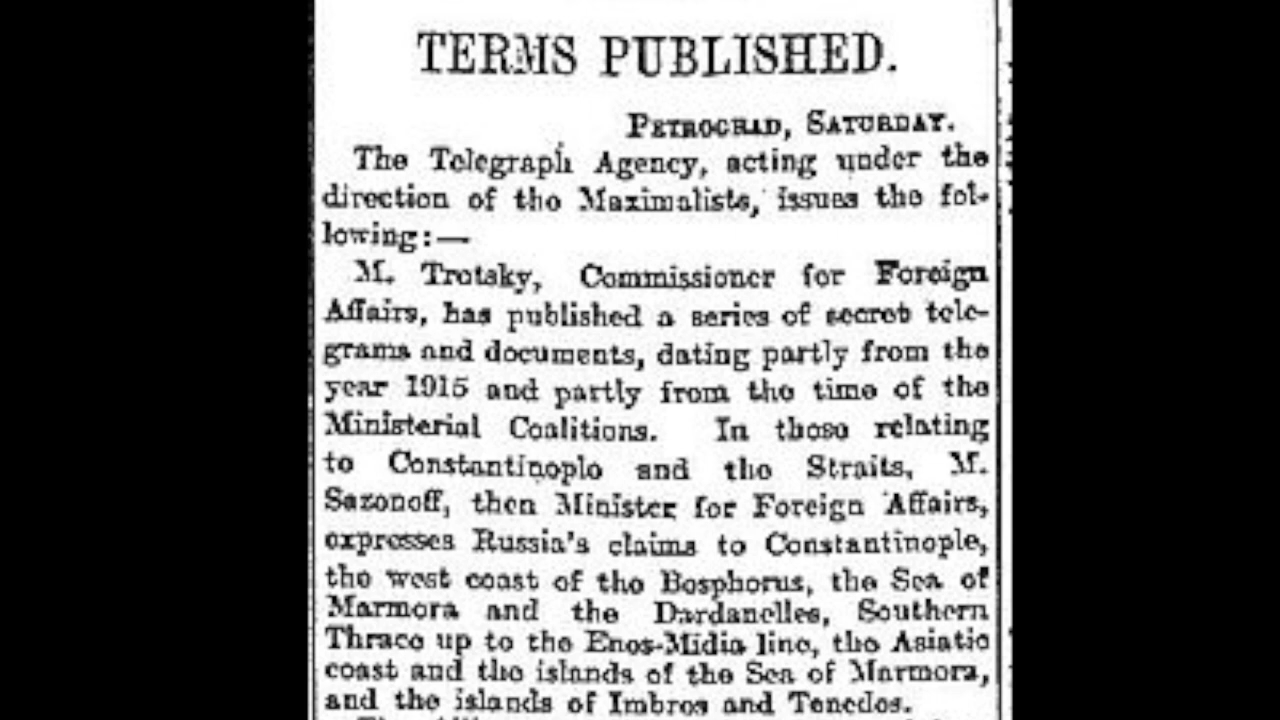 TERMS PUBLISHED.
PETROGRAD, SATURDAY.
The Telegraph Agency, acting under the
direction of the Maximalists, issues the fol-
lowing:—
M. Trotsky, Commissioner for Foreign
Affairs, has published a series of secret tele-
grams and documents, dating partly from the
year 1915 and partly from the time of the
Ministerial Coalitions. In those relating
to Constantinople and the Straits, M.
Sazonoff, then Minister for Foreign Affairs,
expresses Russia's claims to Constantinople,
the west coast of the Bosphorus, the Sea of
Marmora and the Dardanelles, Southern
Thrace up to the Enos-Midia line, the Asiatic
coast and the islands of the Sea of Marmora,
and the islands of Imbros and Tenedos.